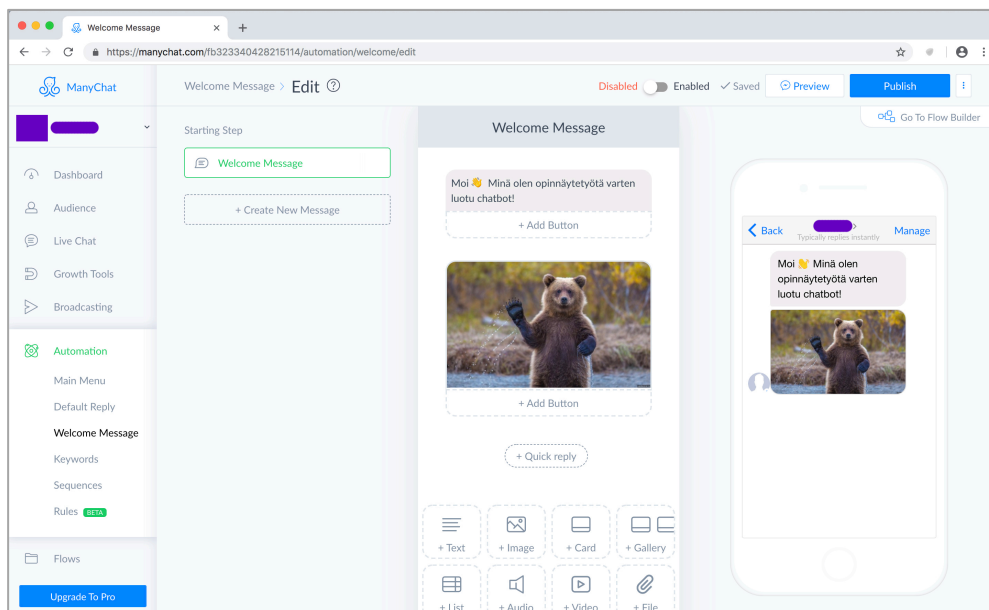 Welcome Message
https://manychat.com/fb323340428215114/automation/welcome/edit
ManyChat
Welcome Message > Edit ?
Disabled
Enabled
✓ Saved
Preview
Publish
Go To Flow Builder
Dashboard
Audience
Live Chat
Growth Tools
Broadcasting
Automation
Main Menu
Default Reply
Welcome Message
Keywords
Sequences
Rules BETA
Flows
Upgrade To Pro
Starting Step
Welcome Message
+ Create New Message
Welcome Message
Moi 👋 Minä olen opinnäytetyötä varten
luotu chatbot!
+ Add Button
+ Add Button
+ Quick reply
+ Text
+ Image
+ Card
+ Gallery
+ List
+ Audio
+ Video
+ File
Back
Manage
Typically replies instantly
Moi 👋 Minä olen
opinnäytetyötä varten
luotu chatbot!